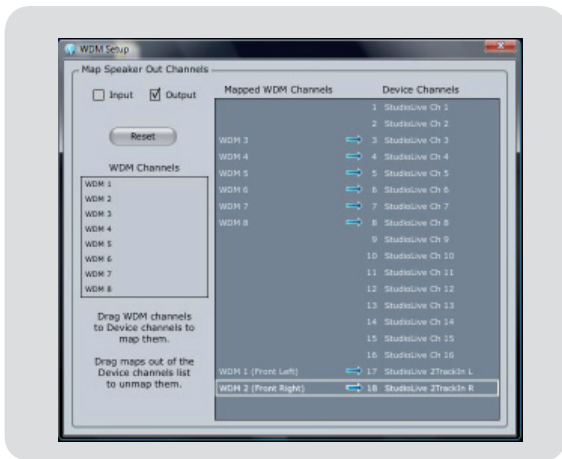 WDM Setup
Map Speaker Out Channels
Input Output
Reset
WDM Channels
WDM 1
WDM 2
WDM 3
WDM 4
WDM 5
WDM 6
WDM 7
WDM 8
Drag WDM channels
to Device channels to
map them.
Drag maps out of the
Device channels list
to unmap them.
Mapped WDM Channels Device Channels
1 StudioLive Ch 1
2 StudioLive Ch 2
WDM 3 3 StudioLive Ch 3
WDM 4 4 StudioLive Ch 4
WDM 5 5 StudioLive Ch 5
WDM 6 6 StudioLive Ch 6
WDM 7 7 StudioLive Ch 7
WDM 8 8 StudioLive Ch 8
9 StudioLive Ch 9
10 StudioLive Ch 10
11 StudioLive Ch 11
12 StudioLive Ch 12
13 StudioLive Ch 13
14 StudioLive Ch 14
15 StudioLive Ch 15
16 StudioLive Ch 16
WDM 1 (Front Left) 17 StudioLive 2TrackIn L
WDM 2 (Front Right) 18 StudioLive 2TrackIn R